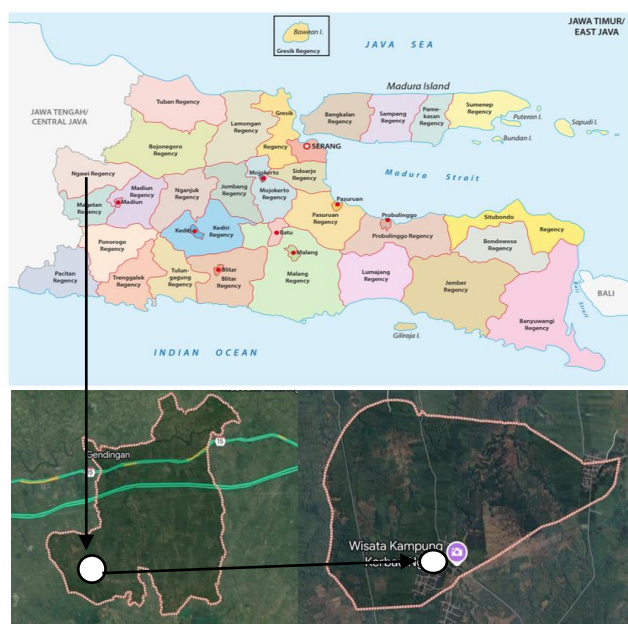 JAWA TIMUR/
EAST JAVA
Bawean I.
Gresik Regency
JAVA SEA
Madura Island
JAWA TENGAH/
CENTRAL JAVA
Tuban Regency
Lamongan
Regency
Gresik
Regency
Bangkalan
Regency
Sampang
Regency
Pame-
kasan
Regency
Sumenep
Regency
Puteran I.
Sapudi I.
Bundan I.
Bojonegoro
Regency
SERANG
Ngawi Regency
Mojokerto
Sidoarjo
Regency
Madura Strait
Magetan
Regency
Madiun
Regency
Madiun
Nganjuk
Regency
Jombang
Regency
Mojokerto
Regency
Pasuruan
Pasuruan
Regency
Probolinggo
Probolinggo Regency
Situbondo
Regency
Bondowoso
Regency
Kediri
Kediri
Regency
Batu
Malang
Ponorogo
Regency
Pacitan
Regency
Trenggalek
Regency
Tulun-
gagung
Regency
Blitar
Blitar
Regency
Malang
Regency
Lumajang
Regency
Jember
Regency
Banyuwangi
Regency
BALI
Bali Strait
Giliraja I.
INDIAN OCEAN
Gendingan
15
15
Wisata Kampung
Kerbau